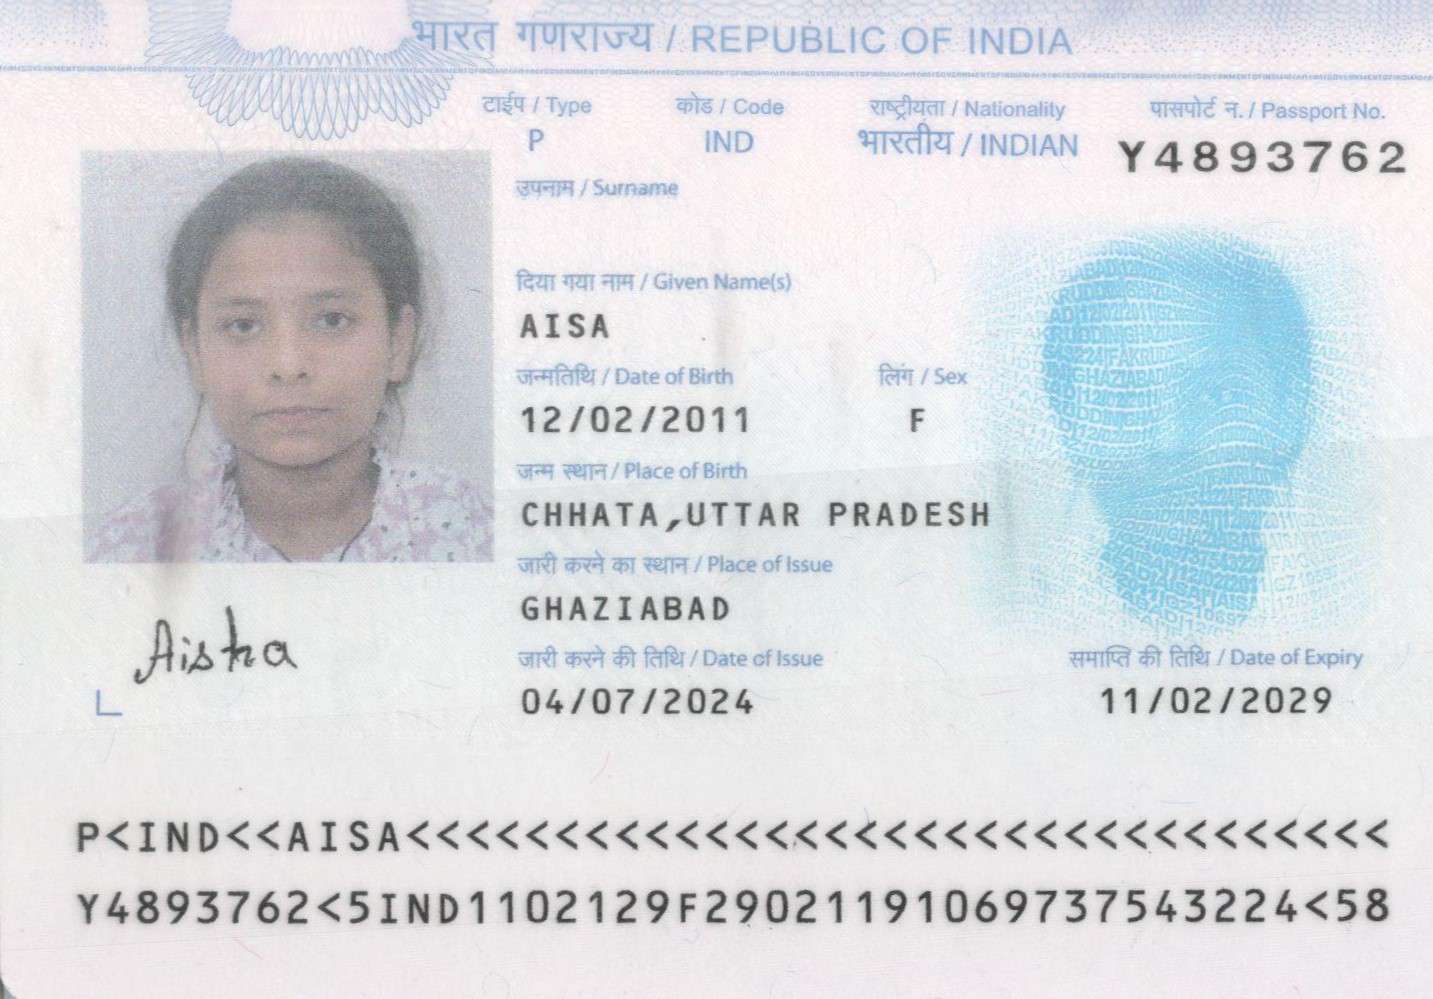 भारत गणराज्य / REPUBLIC OF INDIA
टाईप / Type कोड / Code राष्ट्रीयता / Nationality पासपोर्ट न. / Passport No.
P IND भारतीय / INDIAN Y4893762
उपनाम / Surname
दिया गया नाम / Given Name(s)
AISA
जन्मतिथि / Date of Birth लिंग / Sex
12/02/2011 F
जन्म स्थान / Place of Birth
CHHATA,UTTAR PRADESH
जारी करने का स्थान / Place of Issue
GHAZIABAD
Aisha
जारी करने की तिथि / Date of Issue समाप्ति की तिथि / Date of Expiry
04/07/2024 11/02/2029
P<IND<<AISA<<<<<<<<<<<<<<<<<<<<<<<<<<<<<<<<<
Y4893762<5IND1102129F2902119106973754322​4<58